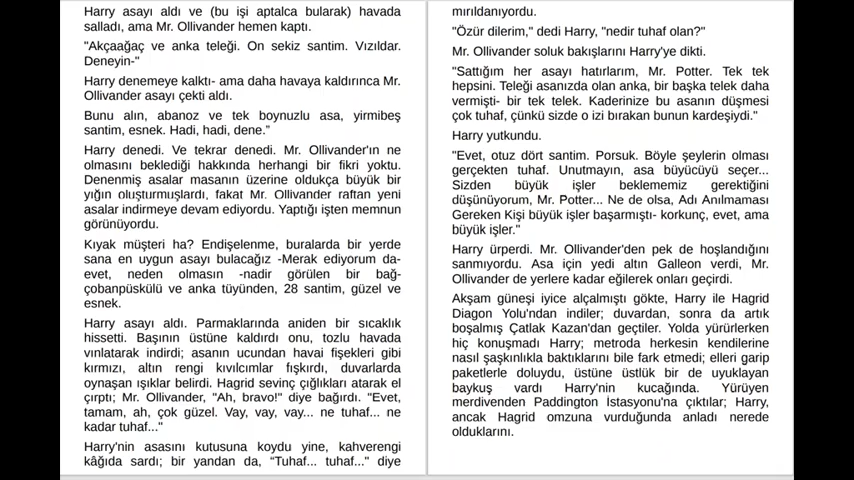 Harry asayı aldı ve (bu işi aptalca bularak) havada
salladı, ama Mr. Ollivander hemen kaptı.
"Akçaağaç ve anka teleği. On sekiz santim. Vızıldar.
Deneyin-"
Harry denemeye kalktı- ama daha havaya kaldırınca Mr.
Ollivander asayı çekti aldı.
Bunu alın, abanoz ve tek boynuzlu asa, yirmibeş
santim, esnek. Hadi, hadi, dene.”
Harry denedi. Ve tekrar denedi. Mr. Ollivander'ın ne
olmasını beklediği hakkında herhangi bir fikri yoktu.
Denenmiş asalar masanın üzerine oldukça büyük bir
yığın oluşturmuşlardı, fakat Mr. Ollivander raftan yeni
asalar indirmeye devam ediyordu. Yaptığı işten memnun
görünüyordu.
Kıyak müşteri ha? Endişelenme, buralarda bir yerde
sana en uygun asayı bulacağız -Merak ediyorum da-
evet, neden olmasın -nadir görülen bir bağ-
çobanpüskülü ve anka tüyünden, 28 santim, güzel ve
esnek.
Harry asayı aldı. Parmaklarında aniden bir sıcaklık
hissetti. Başının üstüne kaldırdı onu, tozlu havada
vınlatarak indirdi; asanın ucundan havai fişekleri gibi
kırmızı, altın rengi kıvılcımlar fışkırdı, duvarlarda
oynaşan ışıklar belirdi. Hagrid sevinç çığlıkları atarak el
çırptı; Mr. Ollivander, "Ah, bravo!" diye bağırdı. "Evet,
tamam, ah, çok güzel. Vay, vay, vay... ne tuhaf... ne
kadar tuhaf..."
Harry'nin asasını kutusuna koydu yine, kahverengi
kâğıda sardı; bir yandan da, “Tuhaf... tuhaf..." diye
mırıldanıyordu.
"Özür dilerim," dedi Harry, "nedir tuhaf olan?"
Mr. Ollivander soluk bakışlarını Harry'ye dikti.
"Sattığım her asayı hatırlarım, Mr. Potter. Tek tek
hepsini. Teleği asanızda olan anka, bir başka telek daha
vermişti- bir tek telek. Kaderinize bu asanın düşmesi
çok tuhaf, çünkü sizde o izi bırakan bunun kardeşiydi."
Harry yutkundu.
"Evet, otuz dört santim. Porsuk. Böyle şeylerin olması
gerçekten tuhaf. Unutmayın, asa büyücüyü seçer...
Sizden büyük işler beklememiz gerektiğini
düşünüyorum, Mr. Potter... Ne de olsa, Adı Anılmaması
Gereken Kişi büyük işler başarmıştı- korkunç, evet, ama
büyük işler."
Harry ürperdi. Mr. Ollivander'den pek de hoşlandığını
sanmıyordu. Asa için yedi altın Galleon verdi, Mr.
Ollivander de yerlere kadar eğilerek onları geçirdi.
Akşam güneşi iyice alçalmıştı gökte, Harry ile Hagrid
Diagon Yolu'ndan indiler; duvardan, sonra da artık
boşalmış Çatlak Kazan'dan geçtiler. Yolda yürürlerken
hiç konuşmadı Harry; metroda herkesin kendilerine
nasıl şaşkınlıkla baktıklarını bile fark etmedi; elleri garip
paketlerle doluydu, üstüne üstlük bir de uyuklayan
baykuş vardı Harry'nin kucağında. Yürüyen
merdivenden Paddington İstasyonu'na çıktılar; Harry,
ancak Hagrid omzuna vurduğunda anladı nerede
olduklarını.